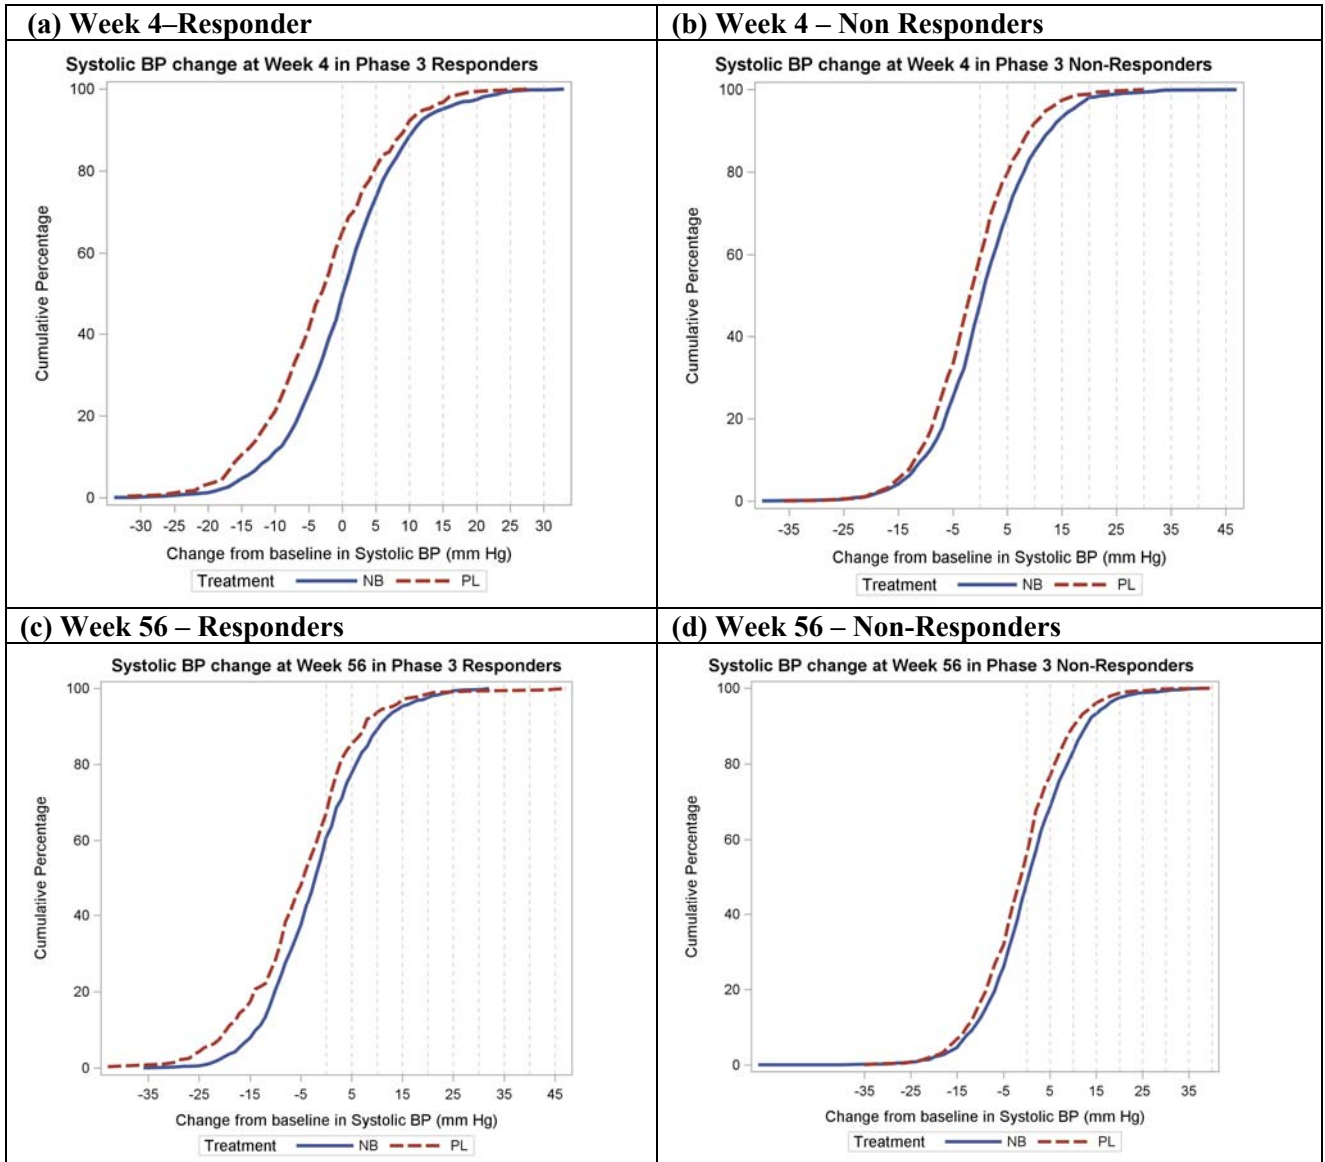 (a) Week 4–Responder
(b) Week 4 – Non Responders
Systolic BP change at Week 4 in Phase 3 Responders
100
80
60
40
20
0
Cumulative Percentage
-30 -25 -20 -15 -10 -5 0 5 10 15 20 25 30
Change from baseline in Systolic BP (mm Hg)
Treatment NB PL
Systolic BP change at Week 4 in Phase 3 Non-Responders
100
80
60
40
20
0
Cumulative Percentage
-35 -25 -15 -5 5 15 25 35 45
Change from baseline in Systolic BP (mm Hg)
Treatment NB PL
(c) Week 56 – Responders
(d) Week 56 – Non-Responders
Systolic BP change at Week 56 in Phase 3 Responders
100
80
60
40
20
0
Cumulative Percentage
-35 -25 -15 -5 5 15 25 35 45
Change from baseline in Systolic BP (mm Hg)
Treatment NB PL
Systolic BP change at Week 56 in Phase 3 Non-Responders
100
80
60
40
20
0
Cumulative Percentage
-35 -25 -15 -5 5 15 25 35
Change from baseline in Systolic BP (mm Hg)
Treatment NB PL